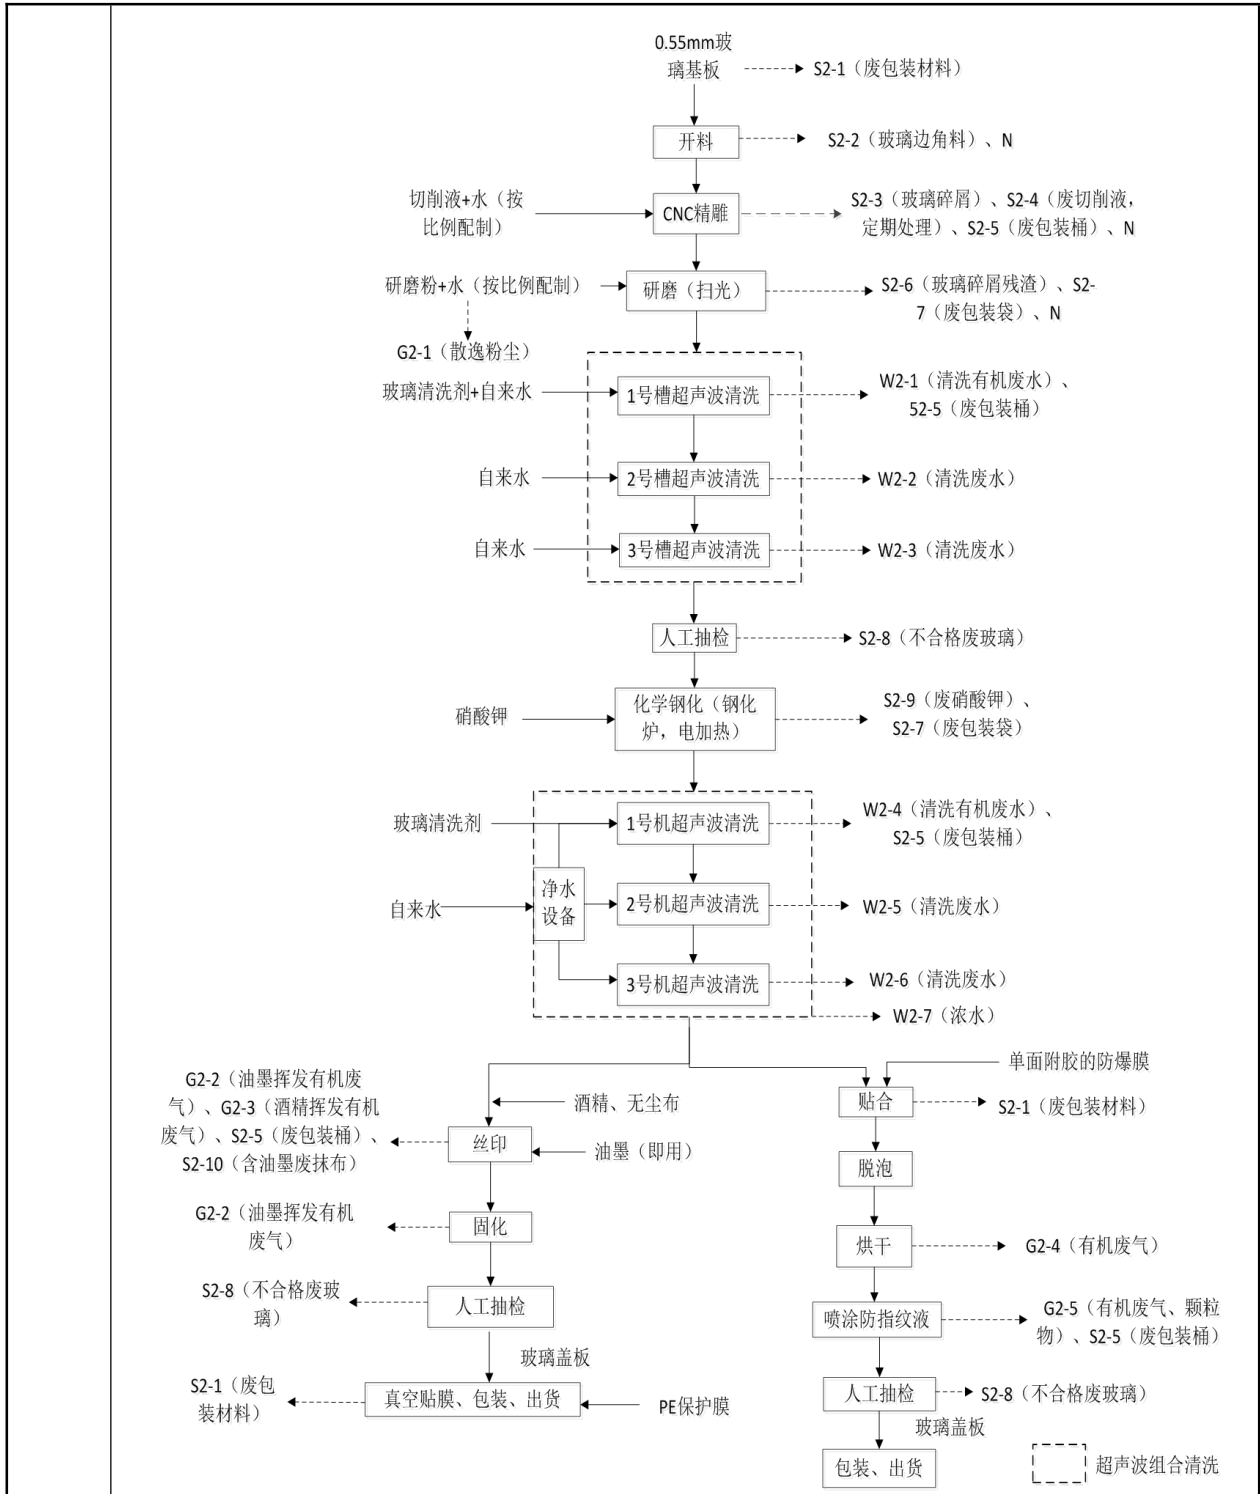 0.55mm玻
璃基板
S2-1（废包装材料）
开料
S2-2（玻璃边角料）、N
切削液+水（按
比例配制）
CNC精雕
S2-3（玻璃碎屑）、S2-4（废切削液，
定期处理）、S2-5（废包装桶）、N
研磨粉+水（按比例配制）
研磨（扫光）
S2-6（玻璃碎屑残渣）、S2-
7（废包装袋）、N
G2-1（散逸粉尘）
玻璃清洗剂+自来水
1号槽超声波清洗
W2-1（清洗有机废水）、
52-5（废包装桶）
自来水
2号槽超声波清洗
W2-2（清洗废水）
自来水
3号槽超声波清洗
W2-3（清洗废水）
人工抽检
S2-8（不合格废玻璃）
硝酸钾
化学钢化（钢化
炉，电加热）
S2-9（废硝酸钾）、
S2-7（废包装袋）
玻璃清洗剂
1号机超声波清洗
W2-4（清洗有机废水）、
S2-5（废包装桶）
自来水
净水
设备
2号机超声波清洗
W2-5（清洗废水）
3号机超声波清洗
W2-6（清洗废水）
W2-7（浓水）
G2-2（油墨挥发有机废
气）、G2-3（酒精挥发有机
废气）、S2-5（废包装桶）、
S2-10（含油墨废抹布）
酒精、无尘布
丝印
油墨（即用）
G2-2（油墨挥发有机
废气）
固化
S2-8（不合格废玻
璃）
人工抽检
玻璃盖板
S2-1（废包
装材料）
真空贴膜、包装、出货
PE保护膜
单面附胶的防爆膜
贴合
S2-1（废包装材料）
脱泡
烘干
G2-4（有机废气）
喷涂防指纹液
G2-5（有机废气、颗粒
物）、S2-5（废包装桶）
人工抽检
S2-8（不合格废玻璃）
玻璃盖板
包装、出货
超声波组合清洗